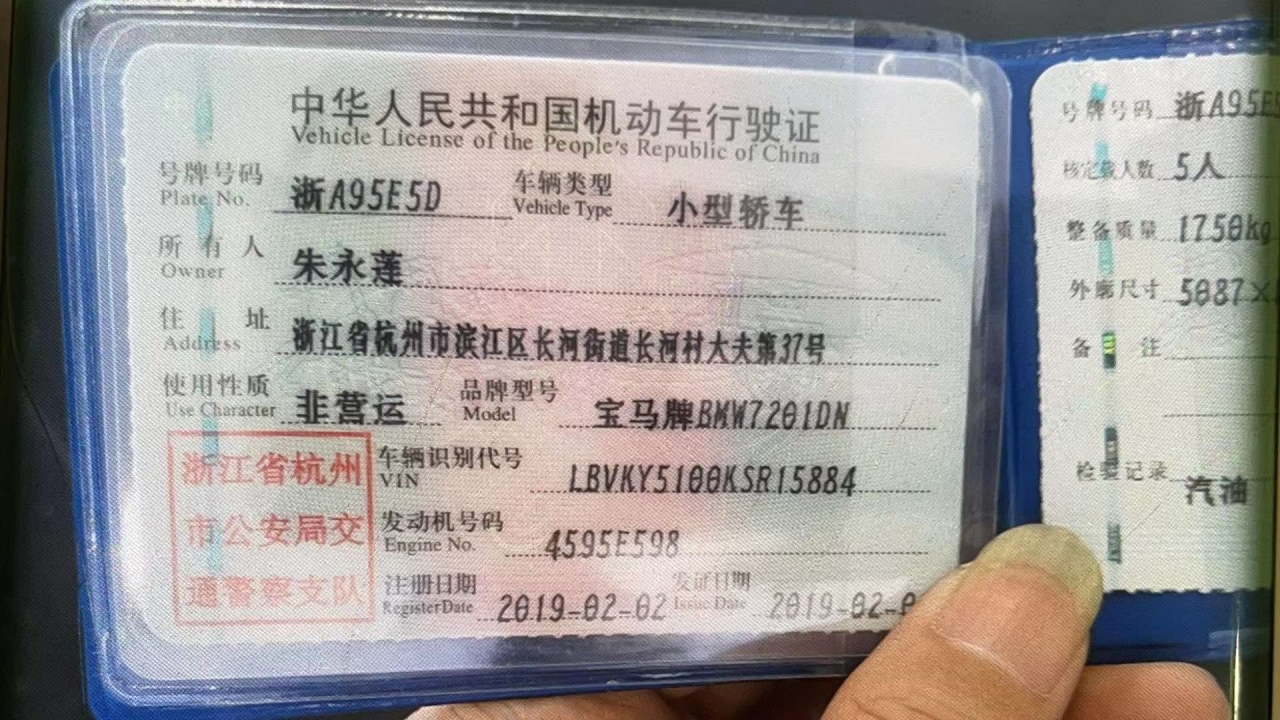 中华人民共和国机动车行驶证
Vehicle License of the People's Republic of China
号牌号码 浙A95E5D 车辆类型 小型轿车
Plate No. Vehicle Type
所有人 朱永莲
Owner
住址 浙江省杭州市滨江区长河街道长河村大夫第37号
Address
使用性质 非营运 品牌型号 宝马牌BMW7201DN
Use Character Model
浙江省杭州
市公安局交
通警察支队
车辆识别代号 LBVKY5100KSR15884
VIN
发动机号码 4595E598
Engine No.
注册日期 2019-02-02 发证日期 2019-02-0
Register Date Issue Date
号牌号码 浙A95E
核定载人数 5人
整备质量 1750kg
外廓尺寸 5087×
备注
检验记录
汽油